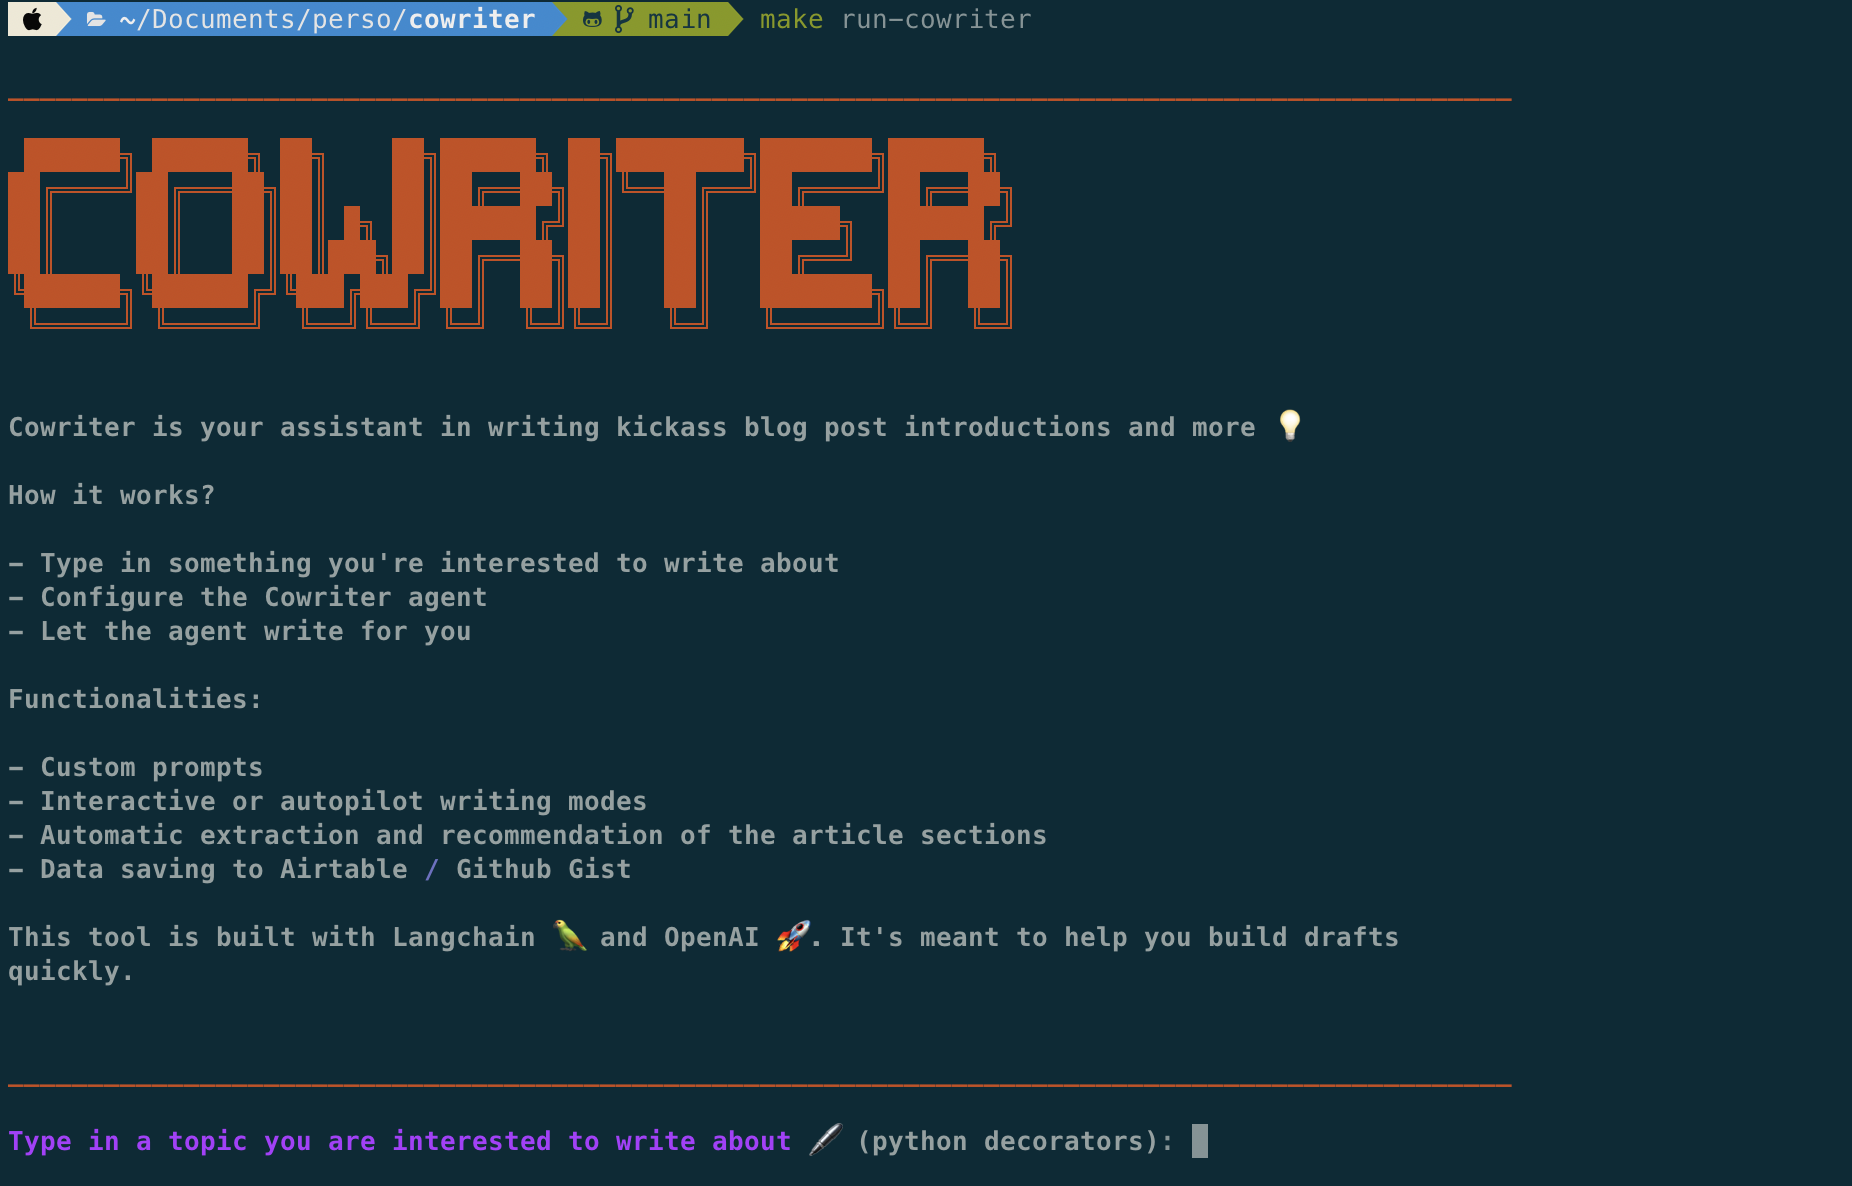 ~/Documents/perso/cowriter main make run-cowriter
COWRITER
Cowriter is your assistant in writing kickass blog post introductions and more 💡
How it works?
- Type in something you're interested to write about
- Configure the Cowriter agent
- Let the agent write for you
Functionalities:
- Custom prompts
- Interactive or autopilot writing modes
- Automatic extraction and recommendation of the article sections
- Data saving to Airtable / Github Gist
This tool is built with Langchain 🦜 and OpenAI 🚀. It's meant to help you build drafts
quickly.
Type in a topic you are interested to write about 🖋 (python decorators):